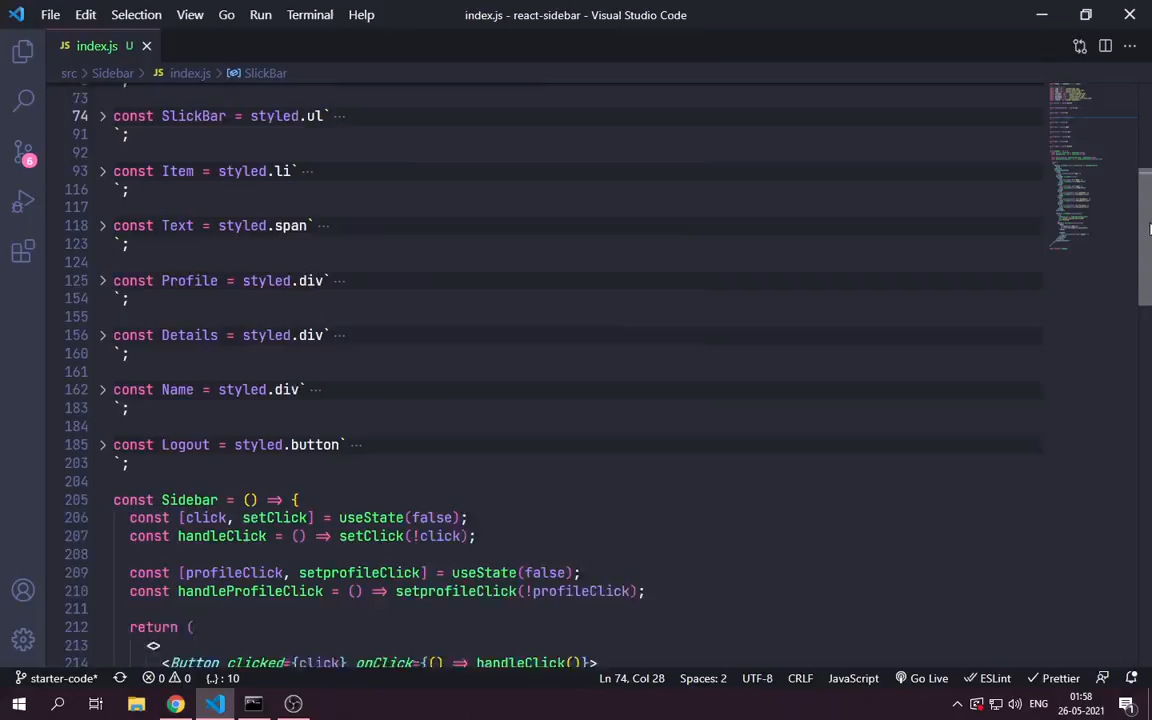 File Edit Selection View Go Run Terminal Help index.js - react-sidebar - Visual Studio Code
JS index.js U
src > Sidebar > JS index.js > SlickBar
73
74 const SlickBar = styled.ul` ···
91 `;
92
93 const Item = styled.li` ···
116 `;
117
118 const Text = styled.span` ···
123 `;
124
125 const Profile = styled.div` ···
154 `;
155
156 const Details = styled.div` ···
160 `;
161
162 const Name = styled.div` ···
183 `;
184
185 const Logout = styled.button` ···
203 `;
204
205 const Sidebar = () => {
206 const [click, setClick] = useState(false);
207 const handleClick = () => setClick(!click);
208
209 const [profileClick, setprofileClick] = useState(false);
210 const handleProfileClick = () => setprofileClick(!profileClick);
211
212 return (
213 <>
214 <Button clicked={click} onClick={() => handleClick()}>
6
starter-code* 0 0 {..} : 10 Ln 74, Col 28 Spaces: 2 UTF-8 CRLF JavaScript Go Live ESLint Prettier
ENG 01:58
26-05-2021 1